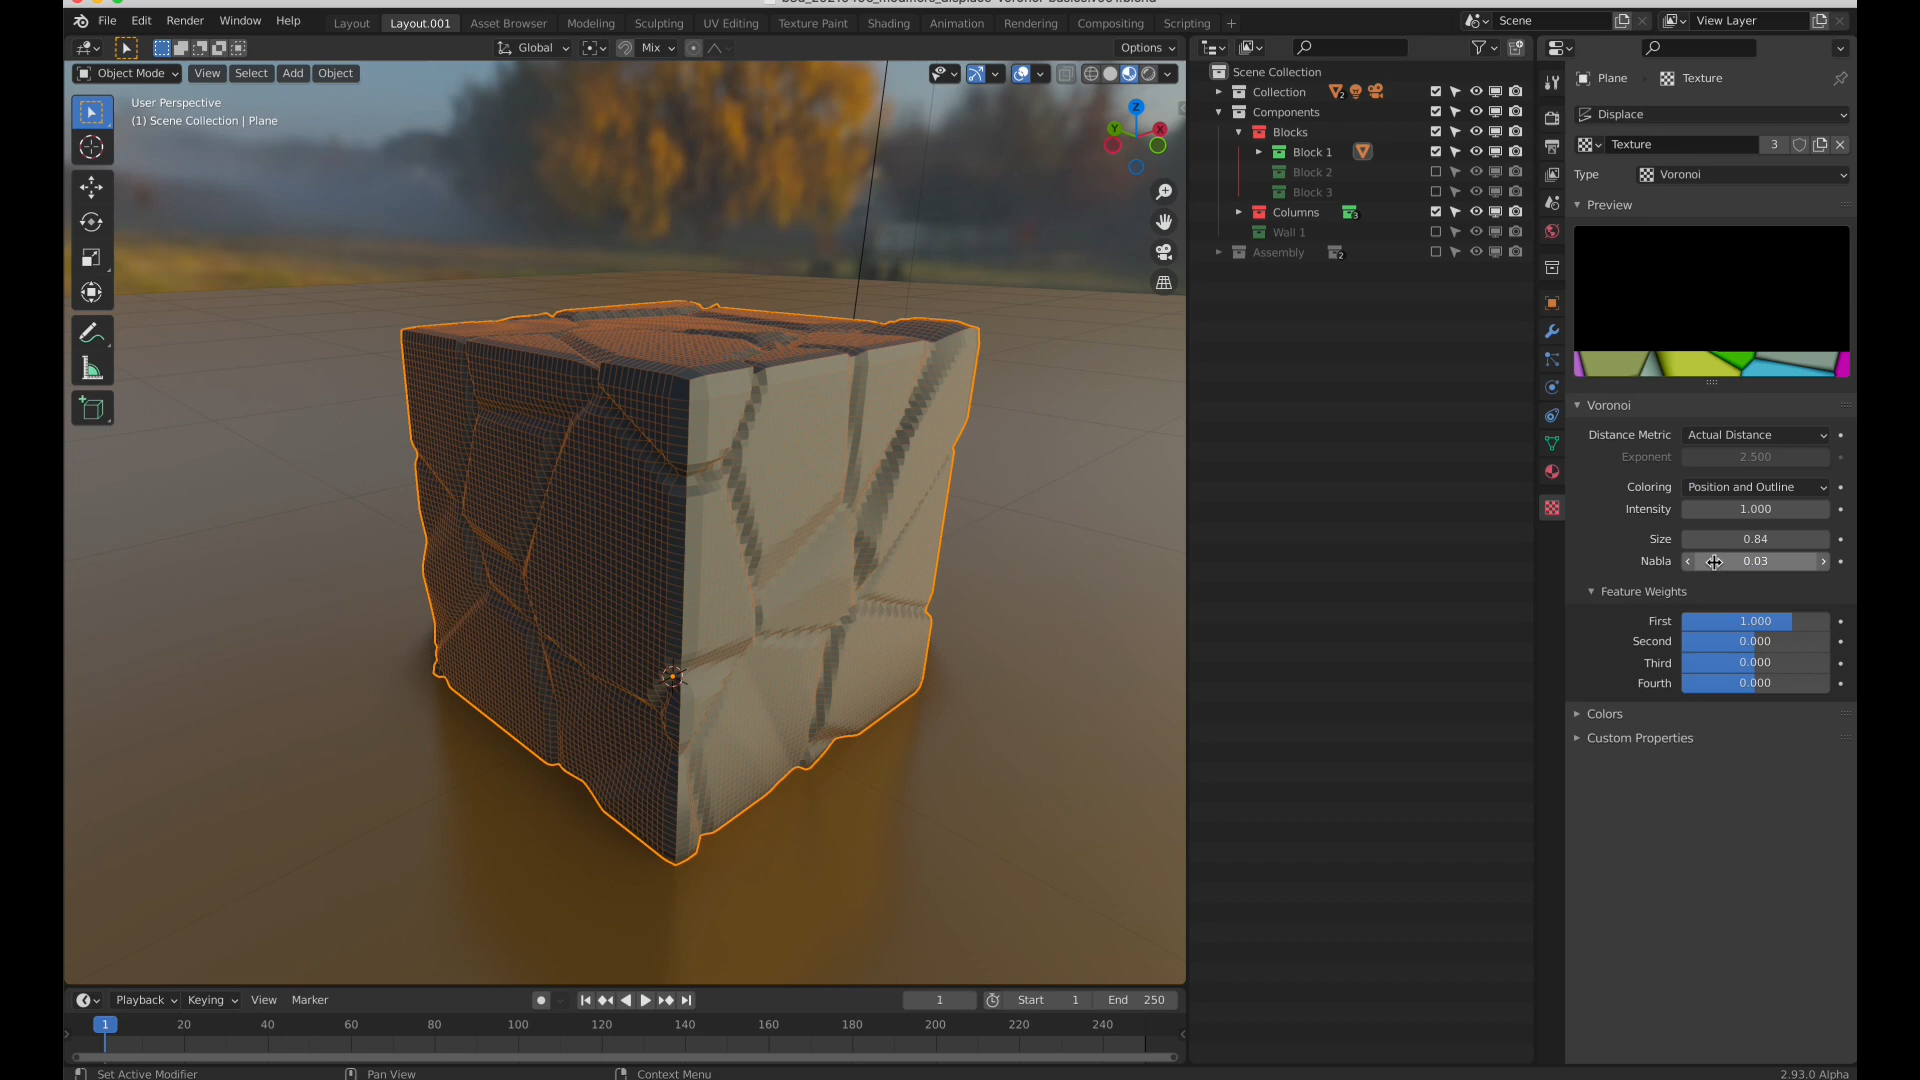 File Edit Render Window Help
Layout Layout.001 Asset Browser Modeling Sculpting UV Editing Texture Paint Shading Animation Rendering Compositing Scripting +
Scene
View Layer
Global
Mix
Options
Object Mode View Select Add Object
User Perspective
(1) Scene Collection | Plane
Z
Y
X
Scene Collection
Collection 2
Components
Blocks
Block 1
Block 2
Block 3
Columns 3
Wall 1
Assembly 2
Plane Texture
Displace
Texture 3
Type Voronoi
Preview
Voronoi
Distance Metric Actual Distance
Exponent 2.500
Coloring Position and Outline
Intensity 1.000
Size 0.84
Nabla 0.03
Feature Weights
First 1.000
Second 0.000
Third 0.000
Fourth 0.000
Colors
Custom Properties
Playback Keying View Marker
1
Start 1
End 250
1 20 40 60 80 100 120 140 160 180 200 220 240
Set Active Modifier
Pan View
Context Menu
2.93.0 Alpha